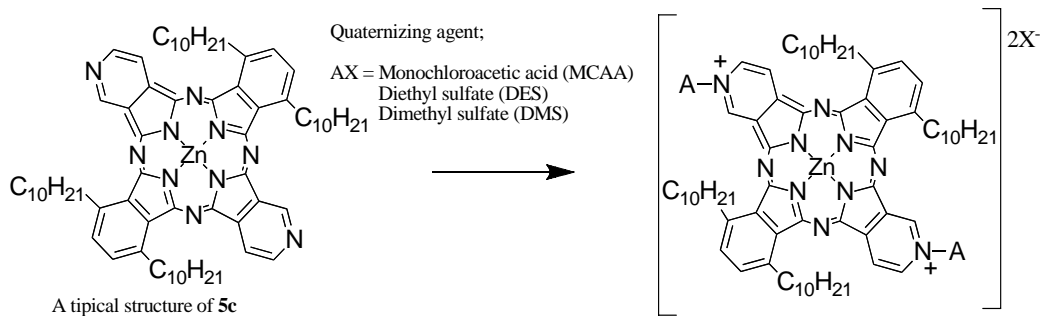 Quaternizing agent;
AX = Monochloroacetic acid (MCAA)
Diethyl sulfate (DES)
Dimethyl sulfate (DMS)
C10H21
N
N
N
C10H21
N
N
N
Zn
N
N
C10H21
N
N
N
C10H21
A tipical structure of 5c
2X-
C10H21
+
A-N
N
C10H21
N
N
N
Zn
N
N
C10H21
N
N
N-A
+
C10H21